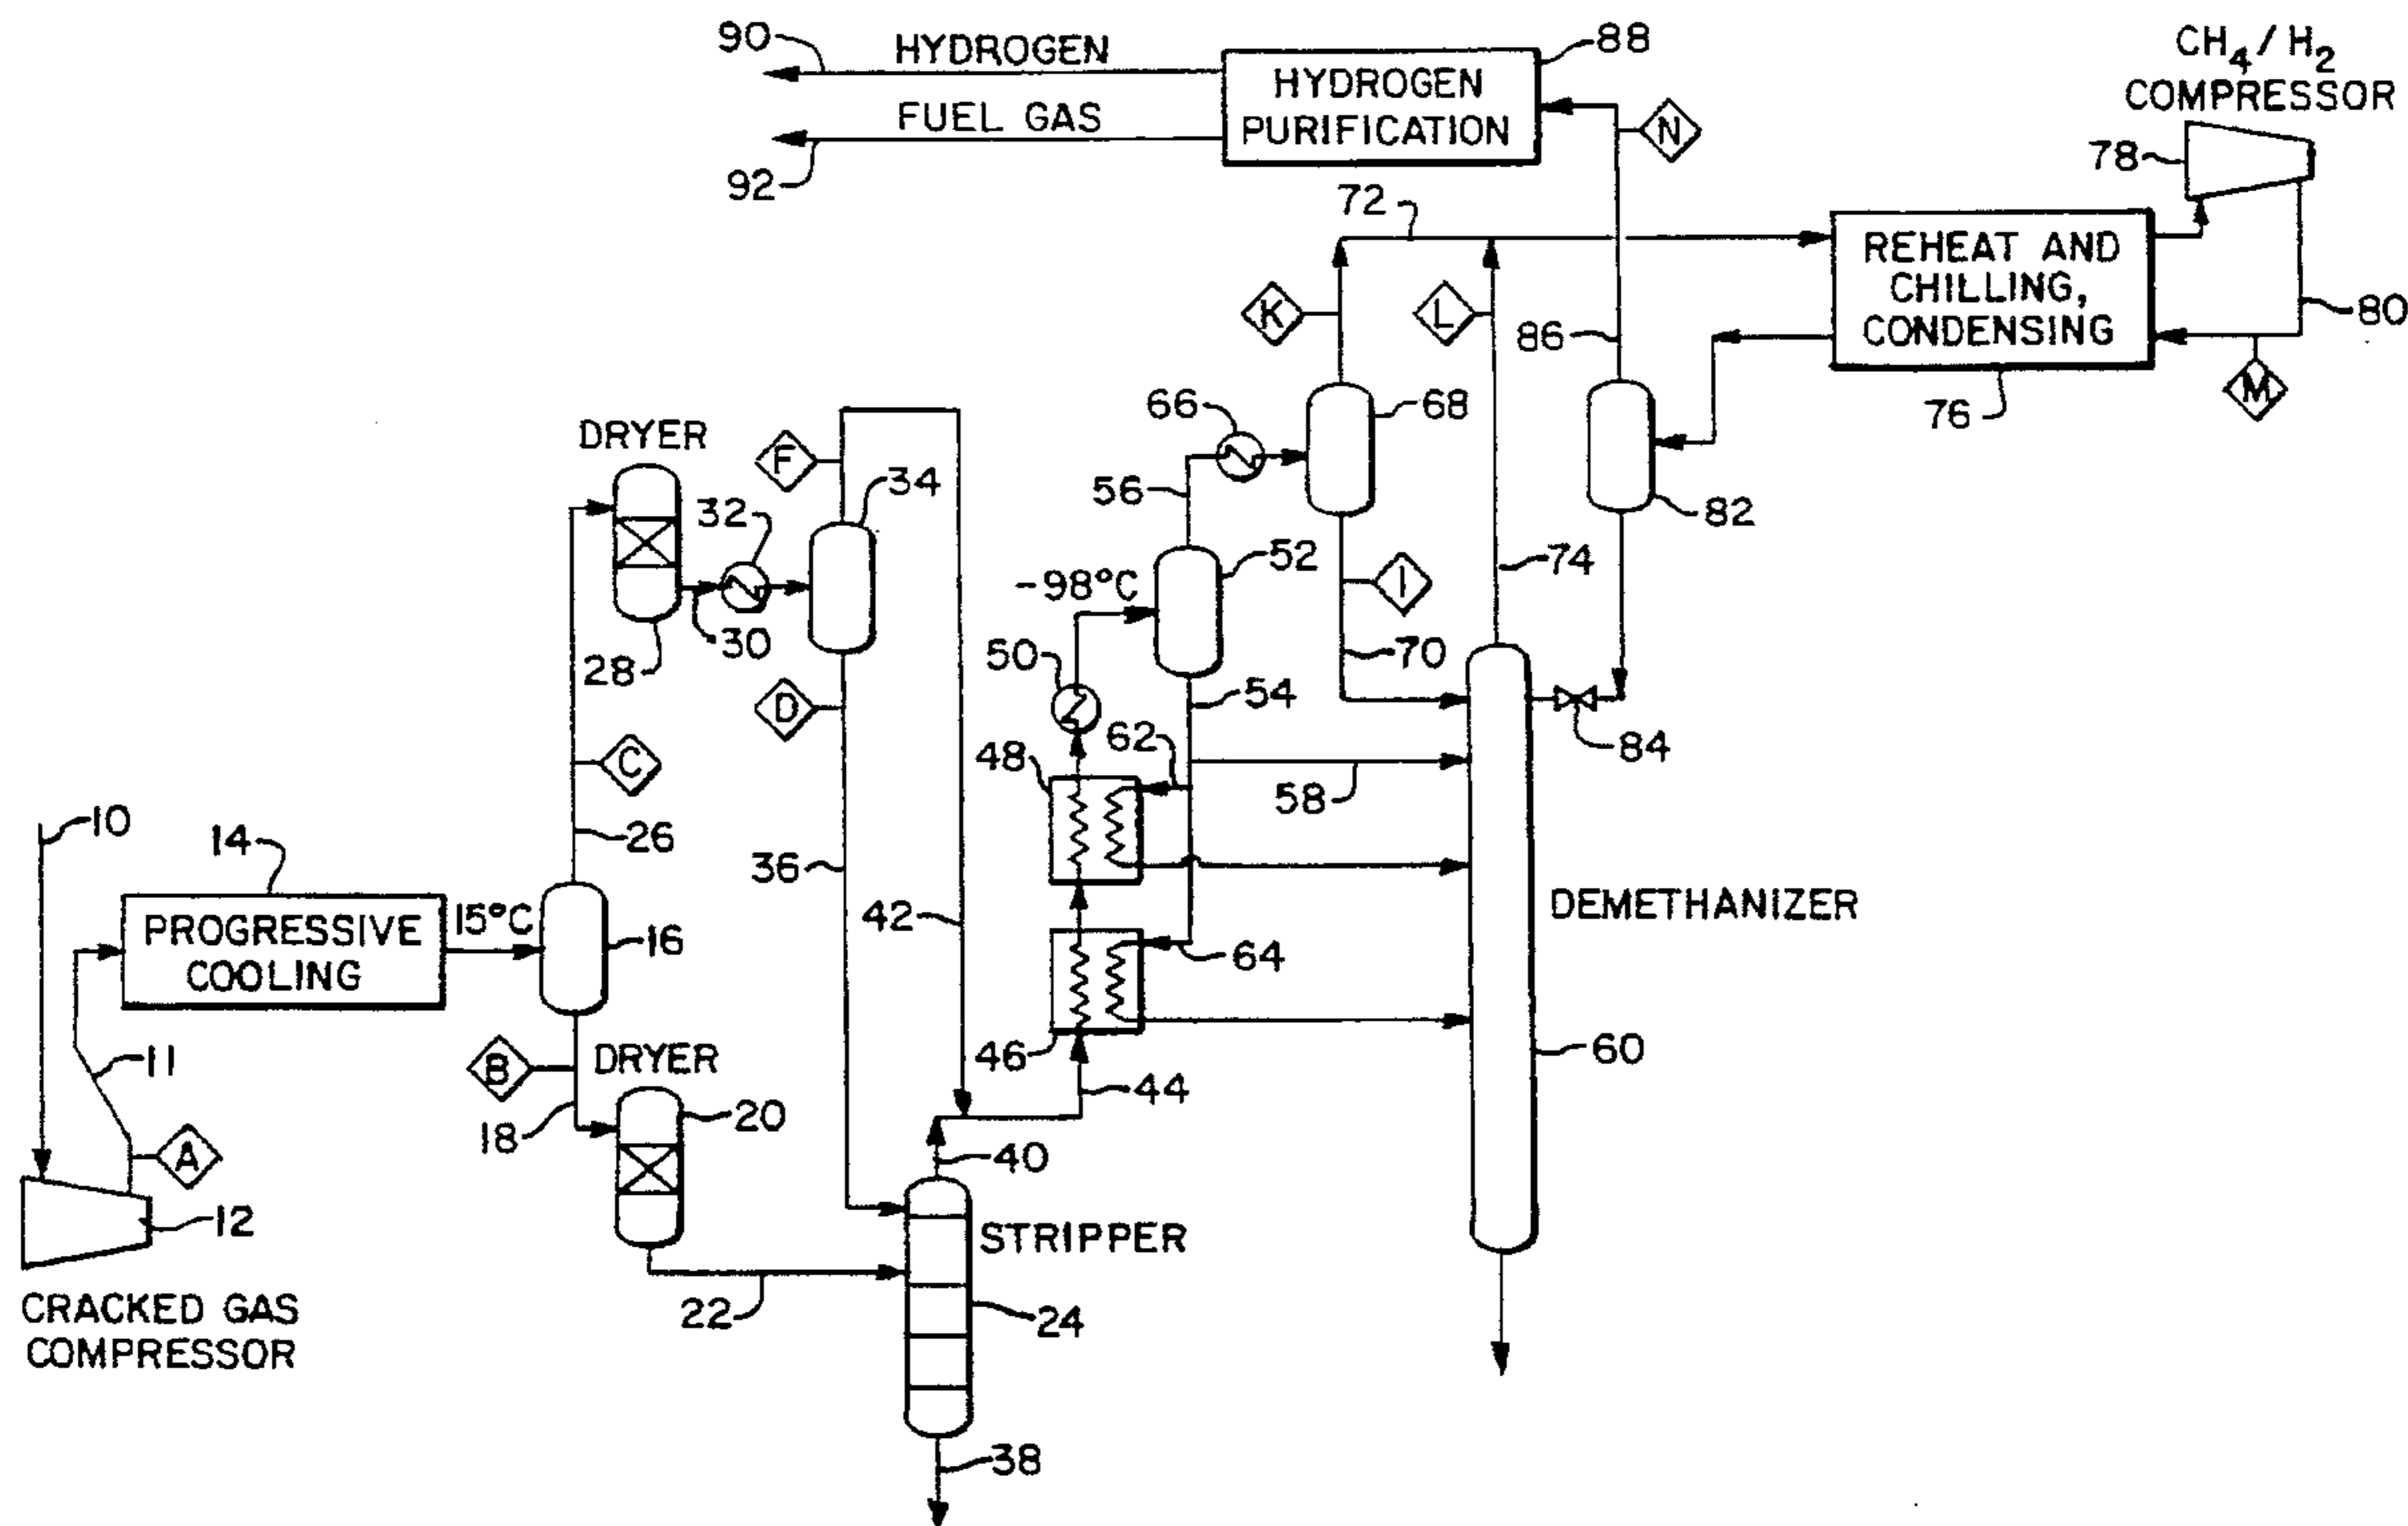 90
HYDROGEN
FUEL GAS
92
HYDROGEN
PURIFICATION
88
N
CH4/H2
COMPRESSOR
78
72
REHEAT AND
CHILLING,
CONDENSING
80
76
M
K
L
86
66
68
82
56
52
-98°C
74
I
70
50
54
62
84
48
58
DRYER
F
34
32
30
28
D
C
10
14
26
36
PROGRESSIVE
COOLING
15°C
16
42
64
DEMETHANIZER
11
B
DRYER
46
44
60
18
20
A
40
12
STRIPPER
22
24
CRACKED GAS
COMPRESSOR
38